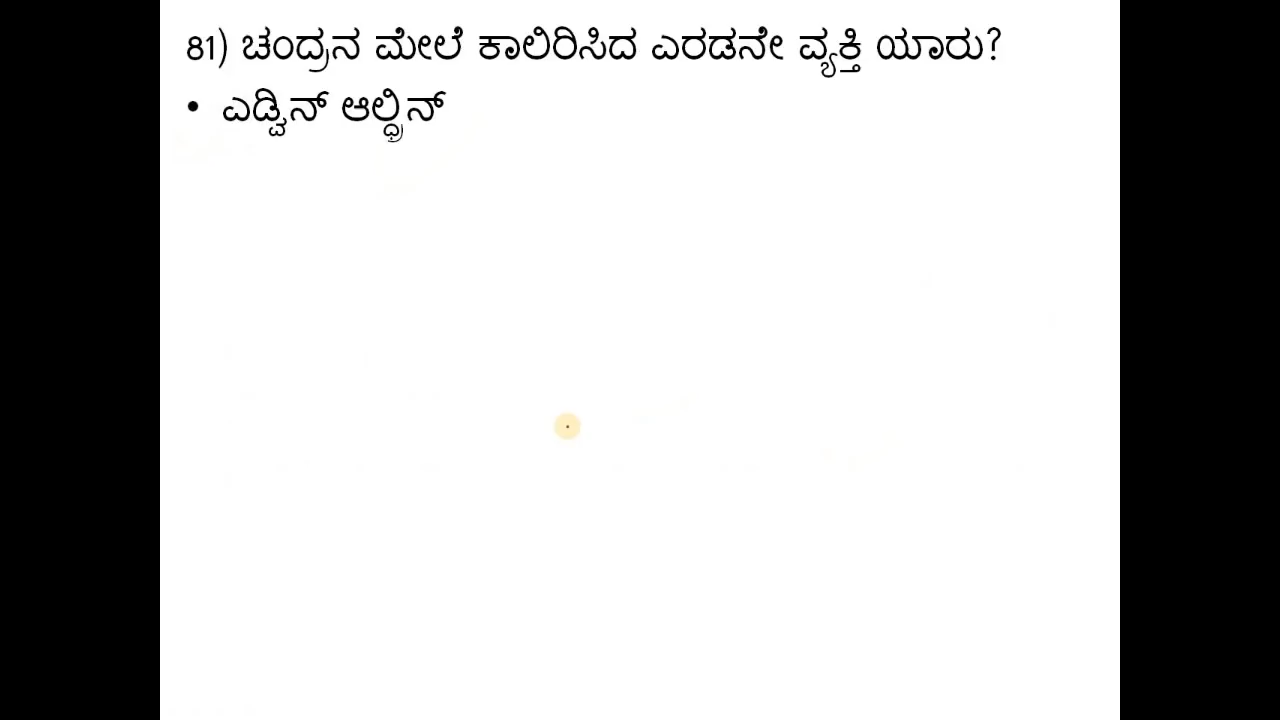 81) ಚಂದ್ರನ ಮೇಲೆ ಕಾಲಿರಿಸಿದ ಎರಡನೇ ವ್ಯಕ್ತಿ ಯಾರು?
• ಎಡ್ವಿನ್ ಆಲ್ಡ್ರಿನ್